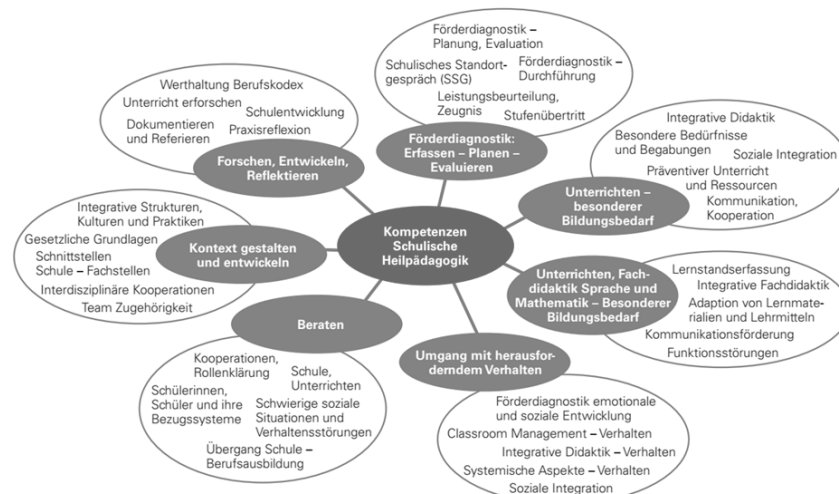 Förderdiagnostik –
Planung, Evaluation
Schulisches Standort-
gespräch (SSG)
Förderdiagnostik –
Durchführung
Leistungsbeurteilung,
Zeugnis
Stufenübertritt
Förderdiagnostik:
Erfassen – Planen –
Evaluieren
Werthaltung Berufskodex
Unterricht erforschen
Schulentwicklung
Dokumentieren
und Referieren
Praxisreflexion
Forschen, Entwickeln,
Reflektieren
Integrative Didaktik
Besondere Bedürfnisse
und Begabungen
Soziale Integration
Präventiver Unterricht
und Ressourcen
Kommunikation,
Kooperation
Unterrichten –
besonderer
Bildungsbedarf
Integrative Strukturen,
Kulturen und Praktiken
Gesetzliche Grundlagen
Schnittstellen
Schule – Fachstellen
Interdisziplinäre Kooperationen
Team Zugehörigkeit
Kontext gestalten
und entwickeln
Kompetenzen
Schulische
Heilpädagogik
Unterrichten, Fach-
didaktik Sprache und
Mathematik – Besonderer
Bildungsbedarf
Lernstandserfassung
Integrative Fachdidaktik
Adaption von Lernmate-
rialien und Lehrmitteln
Kommunikationsförderung
Funktionsstörungen
Beraten
Kooperationen,
Rollenklärung
Schule,
Unterrichten
Schülerinnen,
Schüler und ihre
Bezugssysteme
Schwierige soziale
Situationen und
Verhaltensstörungen
Übergang Schule –
Berufsausbildung
Umgang mit herausfor-
derndem Verhalten
Förderdiagnostik emotionale
und soziale Entwicklung
Classroom Management – Verhalten
Integrative Didaktik – Verhalten
Systemische Aspekte – Verhalten
Soziale Integration